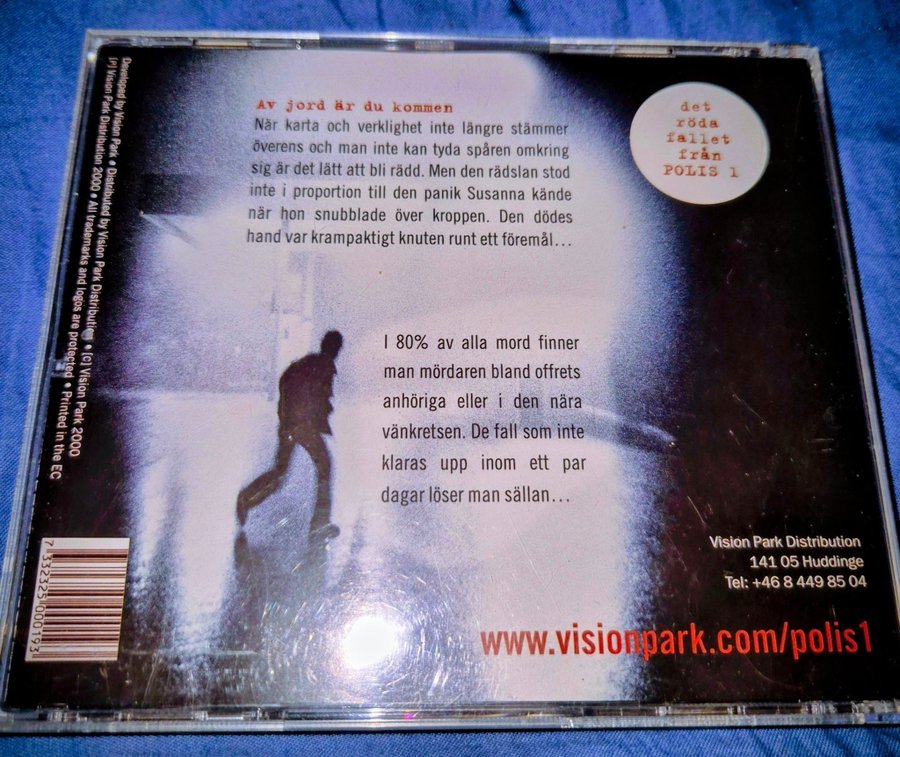 Av jord är du kommen
När karta och verklighet inte längre stämmer
överens och man inte kan tyda spåren omkring
sig är det lätt att bli rädd. Men den rädslan stod
inte i proportion till den panik Susanna kände
när hon snubblade över kroppen. Den dödes
hand var krampaktigt knuten runt ett föremål...
det
röda
fallet
från
POLIS 1
I 80% av alla mord finner
man mördaren bland offrets
anhöriga eller i den nära
vänkretsen. De fall som inte
klaras upp inom ett par
dagar löser man sällan...
Developed by Vision Park • Distributed by Vision Park Distribution • (C) Vision Park 2000
(P) Vision Park Distribution 2000 • All trademarks and logos are protected • Printed in the EC
7 332325 000193
Vision Park Distribution
141 05 Huddinge
Tel: +46 8 449 85 04
www.visionpark.com/polis1